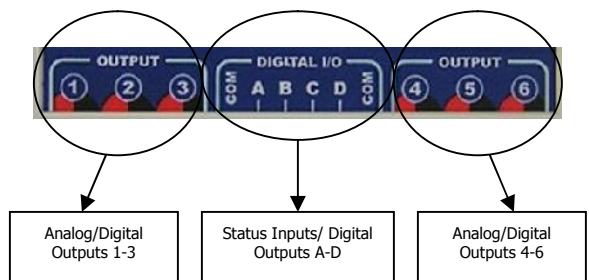 OUTPUT
1 2 3
DIGITAL I/O
COM A B C D COM
OUTPUT
4 5 6
Analog/Digital
Outputs 1-3
Status Inputs/ Digital
Outputs A-D
Analog/Digital
Outputs 4-6